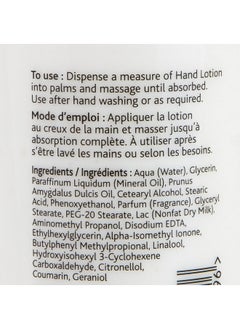 To use : Dispense a measure of Hand Lotion
into palms and massage until absorbed.
Use after hand washing or as required.
Mode d'emploi : Appliquer la lotion
au creux de la main et masser jusqu'à
absorption complète. À utiliser après
s'être lavé les mains ou selon les besoins.
Ingredients / Ingrédients : Aqua (Water), Glycerin,
Paraffinum Liquidum (Mineral Oil), Prunus
Amygdalus Dulcis Oil, Cetearyl Alcohol, Stearic
Acid, Phenoxyethanol, Parfum (Fragrance), Glyceryl
Stearate, PEG-20 Stearate, Lac (Nonfat Dry Milk),
Aminomethyl Propanol, Disodium EDTA,
Ethylhexylglycerin, Alpha-Isomethyl Ionone,
Butylphenyl Methylpropional, Linalool,
Hydroxyisohexyl 3-Cyclohexene
Carboxaldehyde, Citronellol,
Coumarin, Geraniol